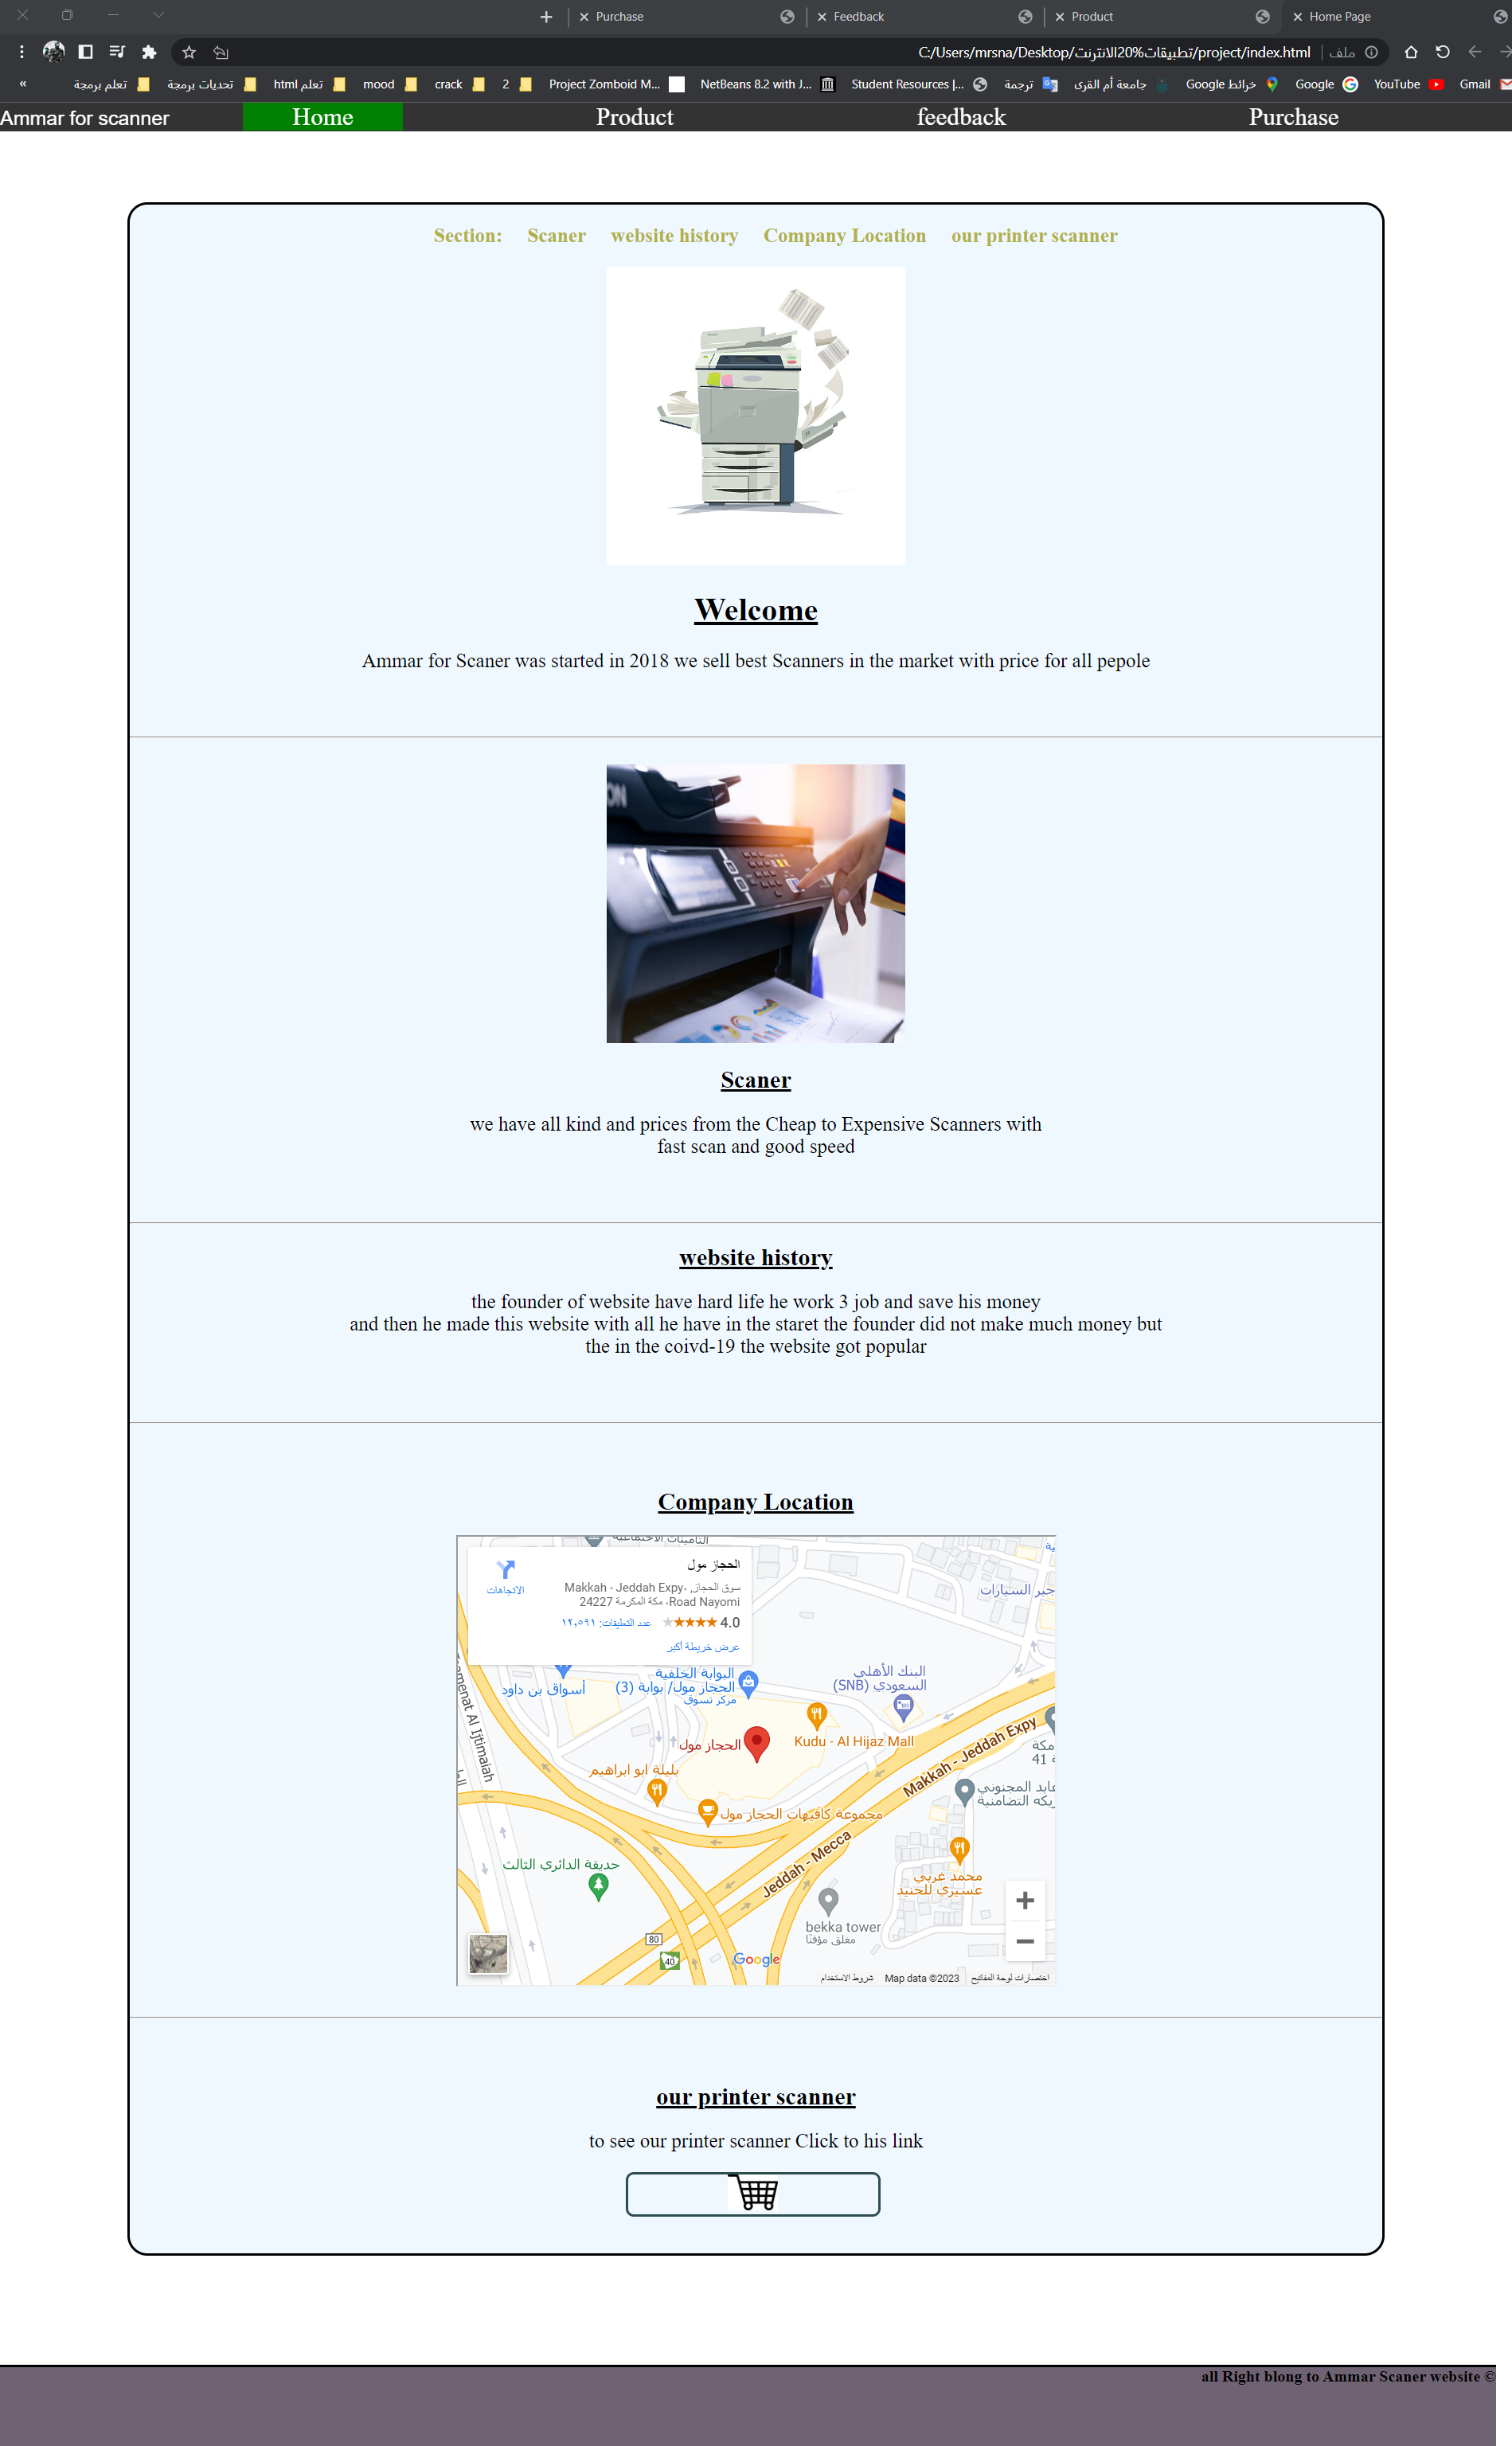 Purchase
Feedback
Product
Home Page
C:/Users/mrsna/Desktop/تطبيقات%20الانترنت/project/index.html
ملف
«
تعلم برمجة
تحديات برمجة
تعلم html
mood
crack
2
Project Zomboid M...
NetBeans 8.2 with J...
Student Resources |...
ترجمة
جامعة أم القرى
خرائط Google
Google
YouTube
Gmail
Ammar for scanner
Home
Product
feedback
Purchase
Section: Scaner website history Company Location our printer scanner
Welcome
Ammar for Scaner was started in 2018 we sell best Scanners in the market with price for all pepole
Scaner
we have all kind and prices from the Cheap to Expensive Scanners with
fast scan and good speed
website history
the founder of website have hard life he work 3 job and save his money
and then he made this website with all he have in the staret the founder did not make much money but
the in the coivd-19 the website got popular
Company Location
الحجاز مول
سوق الحجاز, Makkah - Jeddah Expy،
Road Nayomi، مكة المكرمة 24227
4.0 عدد التعليقات: ١٢,٥٩١
عرض خريطة أكبر
الاتجاهات
جير السيارات
أسواق بن داود
البوابة الخلفية
الحجاز مول/ بوابة (3)
مركز تسوق
البنك الأهلي
السعودي (SNB)
Kudu - Al Hijaz Mall
الحجاز مول
بليلة ابو ابراهيم
مجموعة كافيهات الحجاز مول
Makkah - Jeddah Expy
Jeddah - Mecca
مكة
41
عابد المجنوني
ريكه التضامنية
حديقة الدائري الثالث
محمد غربي
عسيري للحنيذ
bekka tower
مغلق مؤقتا
80
40
Google
شروط الاستخدام
Map data ©2023
اختصارات لوحة المفاتيح
our printer scanner
to see our printer scanner Click to his link
all Right blong to Ammar Scaner website ©